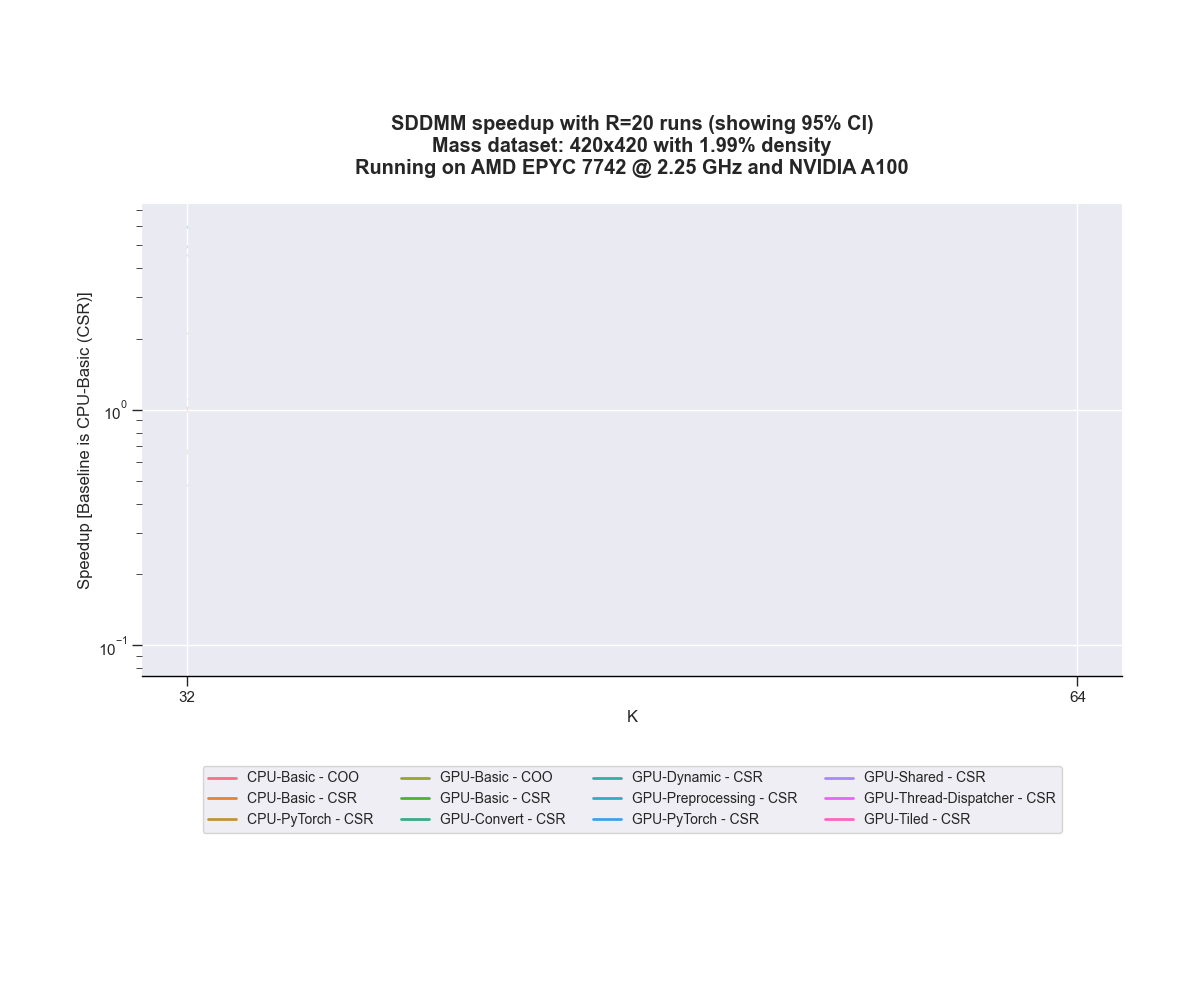 SDDMM speedup with R=20 runs (showing 95% CI)
Mass dataset: 420x420 with 1.99% density
Running on AMD EPYC 7742 @ 2.25 GHz and NVIDIA A100
Speedup [Baseline is CPU-Basic (CSR)]
10^0
10^−1
32
64
K
CPU-Basic - COO
CPU-Basic - CSR
CPU-PyTorch - CSR
GPU-Basic - COO
GPU-Basic - CSR
GPU-Convert - CSR
GPU-Dynamic - CSR
GPU-Preprocessing - CSR
GPU-PyTorch - CSR
GPU-Shared - CSR
GPU-Thread-Dispatcher - CSR
GPU-Tiled - CSR